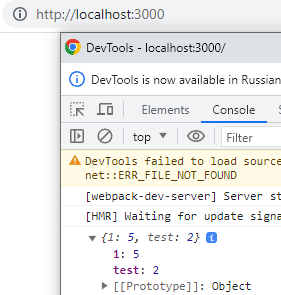 http://localhost:3000
DevTools - localhost:3000/
DevTools is now available in Russian
Elements Console
top Filter
DevTools failed to load source
net::ERR_FILE_NOT_FOUND
[webpack-dev-server] Server st
[HMR] Waiting for update signa
{1: 5, test: 2} i
1: 5
test: 2
[[Prototype]]: Object